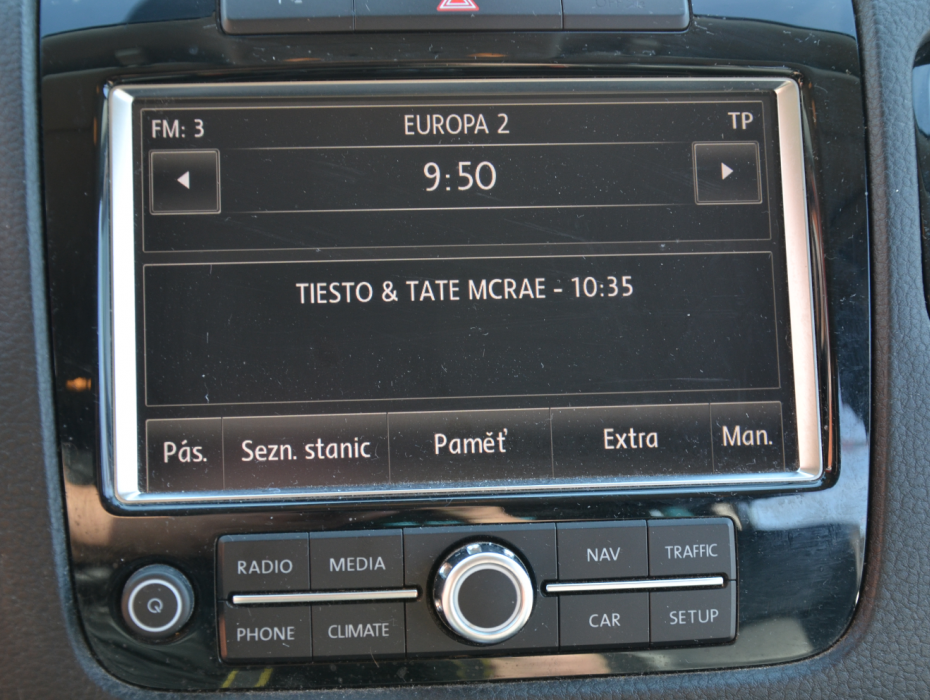 FM: 3 EUROPA 2 TP
9:50
TIESTO & TATE MCRAE - 10:35
Pás. Sezn. stanic Paměť Extra Man.
RADIO MEDIA NAV TRAFFIC
PHONE CLIMATE CAR SETUP